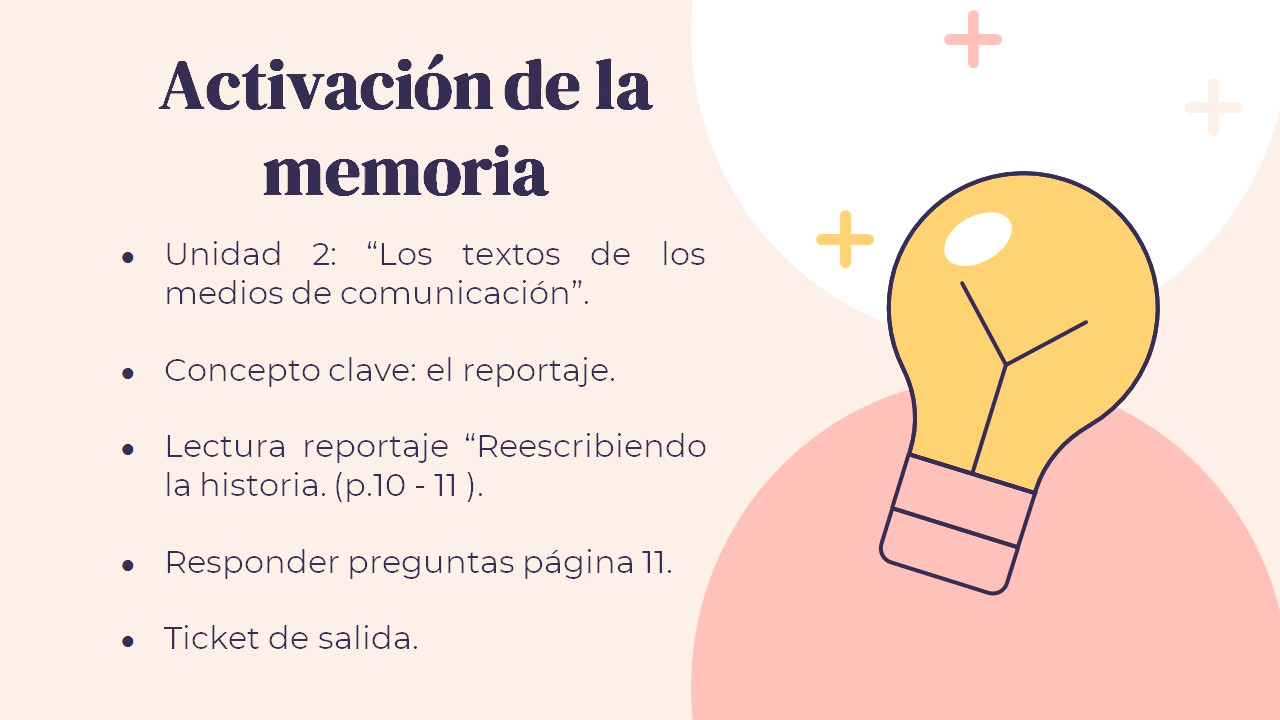 Activación de la
memoria
● Unidad 2: “Los textos de los
medios de comunicación”.
● Concepto clave: el reportaje.
● Lectura reportaje “Reescribiendo
la historia. (p.10 - 11 ).
● Responder preguntas página 11.
● Ticket de salida.